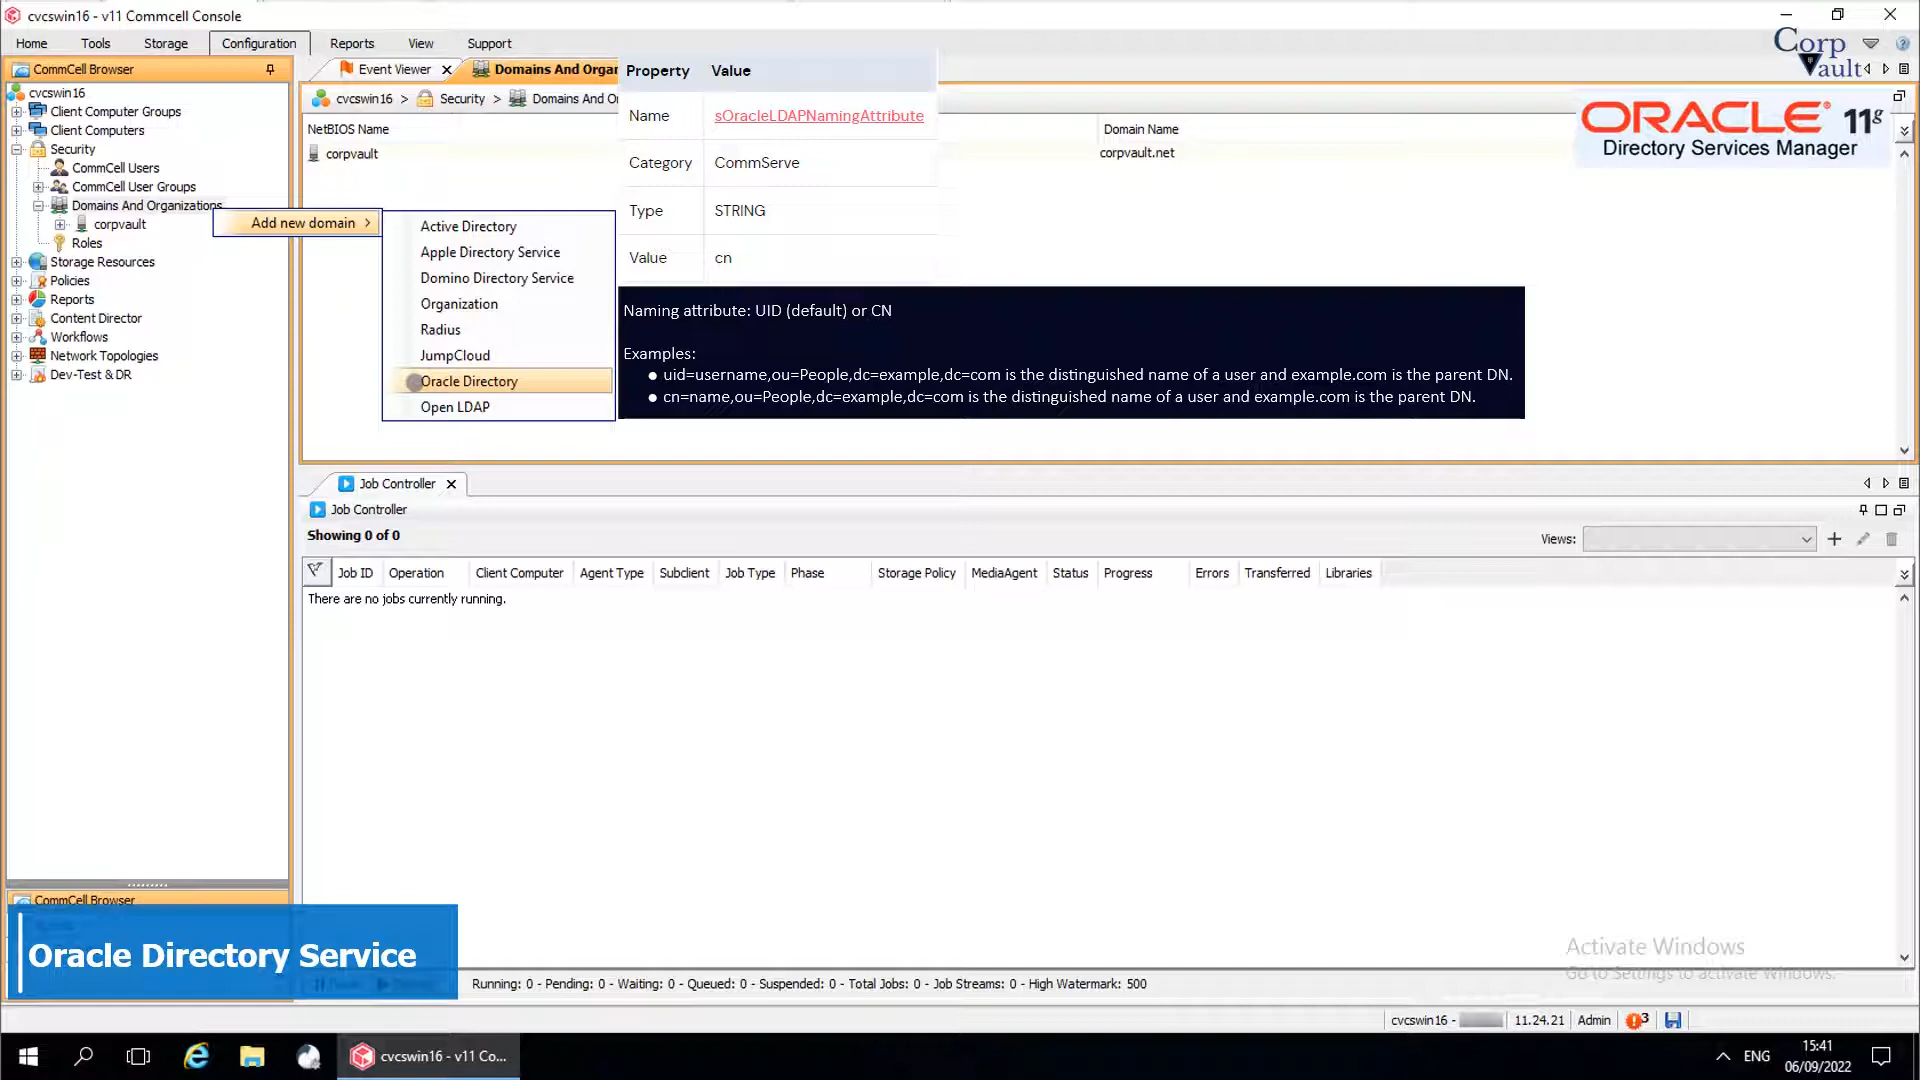 cvcswin16 - v11 Commcell Console
Home Tools Storage Configuration Reports View Support
Corp Vault
CommCell Browser
cvcswin16
Client Computer Groups
Client Computers
Security
CommCell Users
CommCell User Groups
Domains And Organizations
corpvault
Roles
Storage Resources
Policies
Reports
Content Director
Workflows
Network Topologies
Dev-Test & DR
Event Viewer
Domains And Organ
cvcswin16 > Security > Domains And O
NetBIOS Name Domain Name
corpvault corpvault.net
ORACLE® 11g
Directory Services Manager
Property Value
Name sOracleLDAPNamingAttribute
Category CommServe
Type STRING
Value cn
Add new domain >
Active Directory
Apple Directory Service
Domino Directory Service
Organization
Radius
JumpCloud
Oracle Directory
Open LDAP
Naming attribute: UID (default) or CN
Examples:
● uid=username,ou=People,dc=example,dc=com is the distinguished name of a user and example.com is the parent DN.
● cn=name,ou=People,dc=example,dc=com is the distinguished name of a user and example.com is the parent DN.
Job Controller
Job Controller
Showing 0 of 0
Views:
Job ID Operation Client Computer Agent Type Subclient Job Type Phase Storage Policy MediaAgent Status Progress Errors Transferred Libraries
There are no jobs currently running.
CommCell Browser
Oracle Directory Service
Activate Windows
Go to Settings to activate Windows.
Running: 0 - Pending: 0 - Waiting: 0 - Queued: 0 - Suspended: 0 - Total Jobs: 0 - Job Streams: 0 - High Watermark: 500
cvcswin16 - 11.24.21 Admin 3
cvcswin16 - v11 Co...
ENG
15:41
06/09/2022